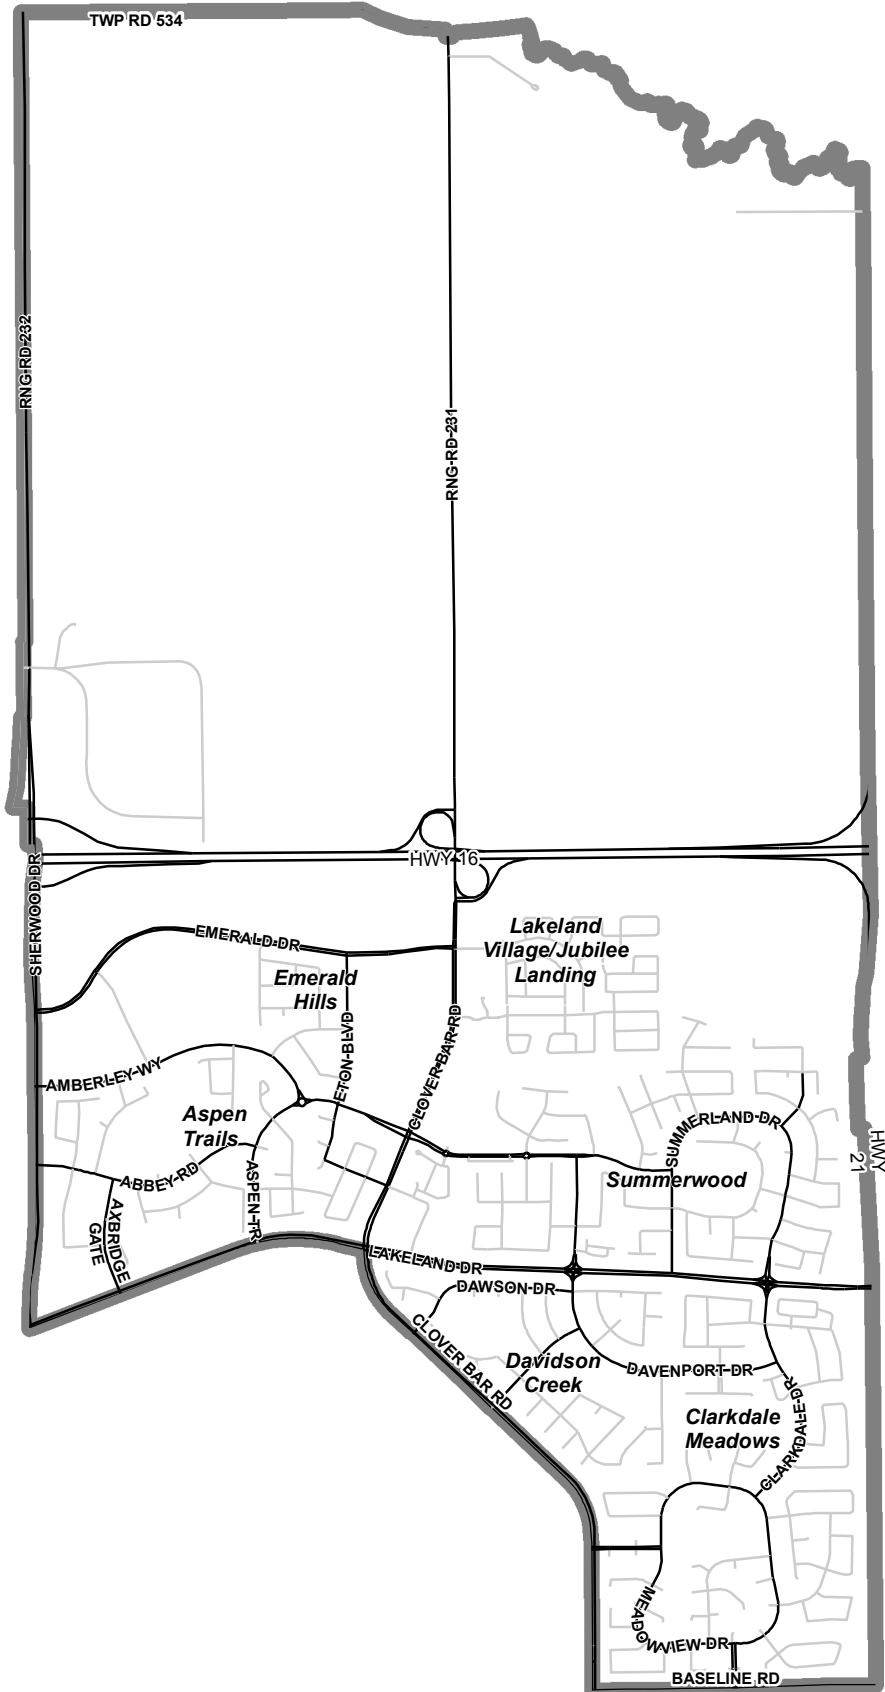 TWP RD 534
RNG RD 232
RNG RD 231
HWY 16
SHERWOOD DR
EMERALD DR
Lakeland
Village/Jubilee
Landing
Emerald
Hills
ETON BLVD
CLOVER BAR RD
AMBERLEY WY
Aspen
Trails
SUMMERLAND DR
HWY
21
ABBEY RD
ASPEN TR
Summerwood
AXBRIDGE
GATE
LAKELAND DR
DAWSON DR
CLOVER BAR RD
Davidson
Creek
DAVENPORT DR
CLARKDALE DR
Clarkdale
Meadows
MEADOWVIEW DR
BASELINE RD